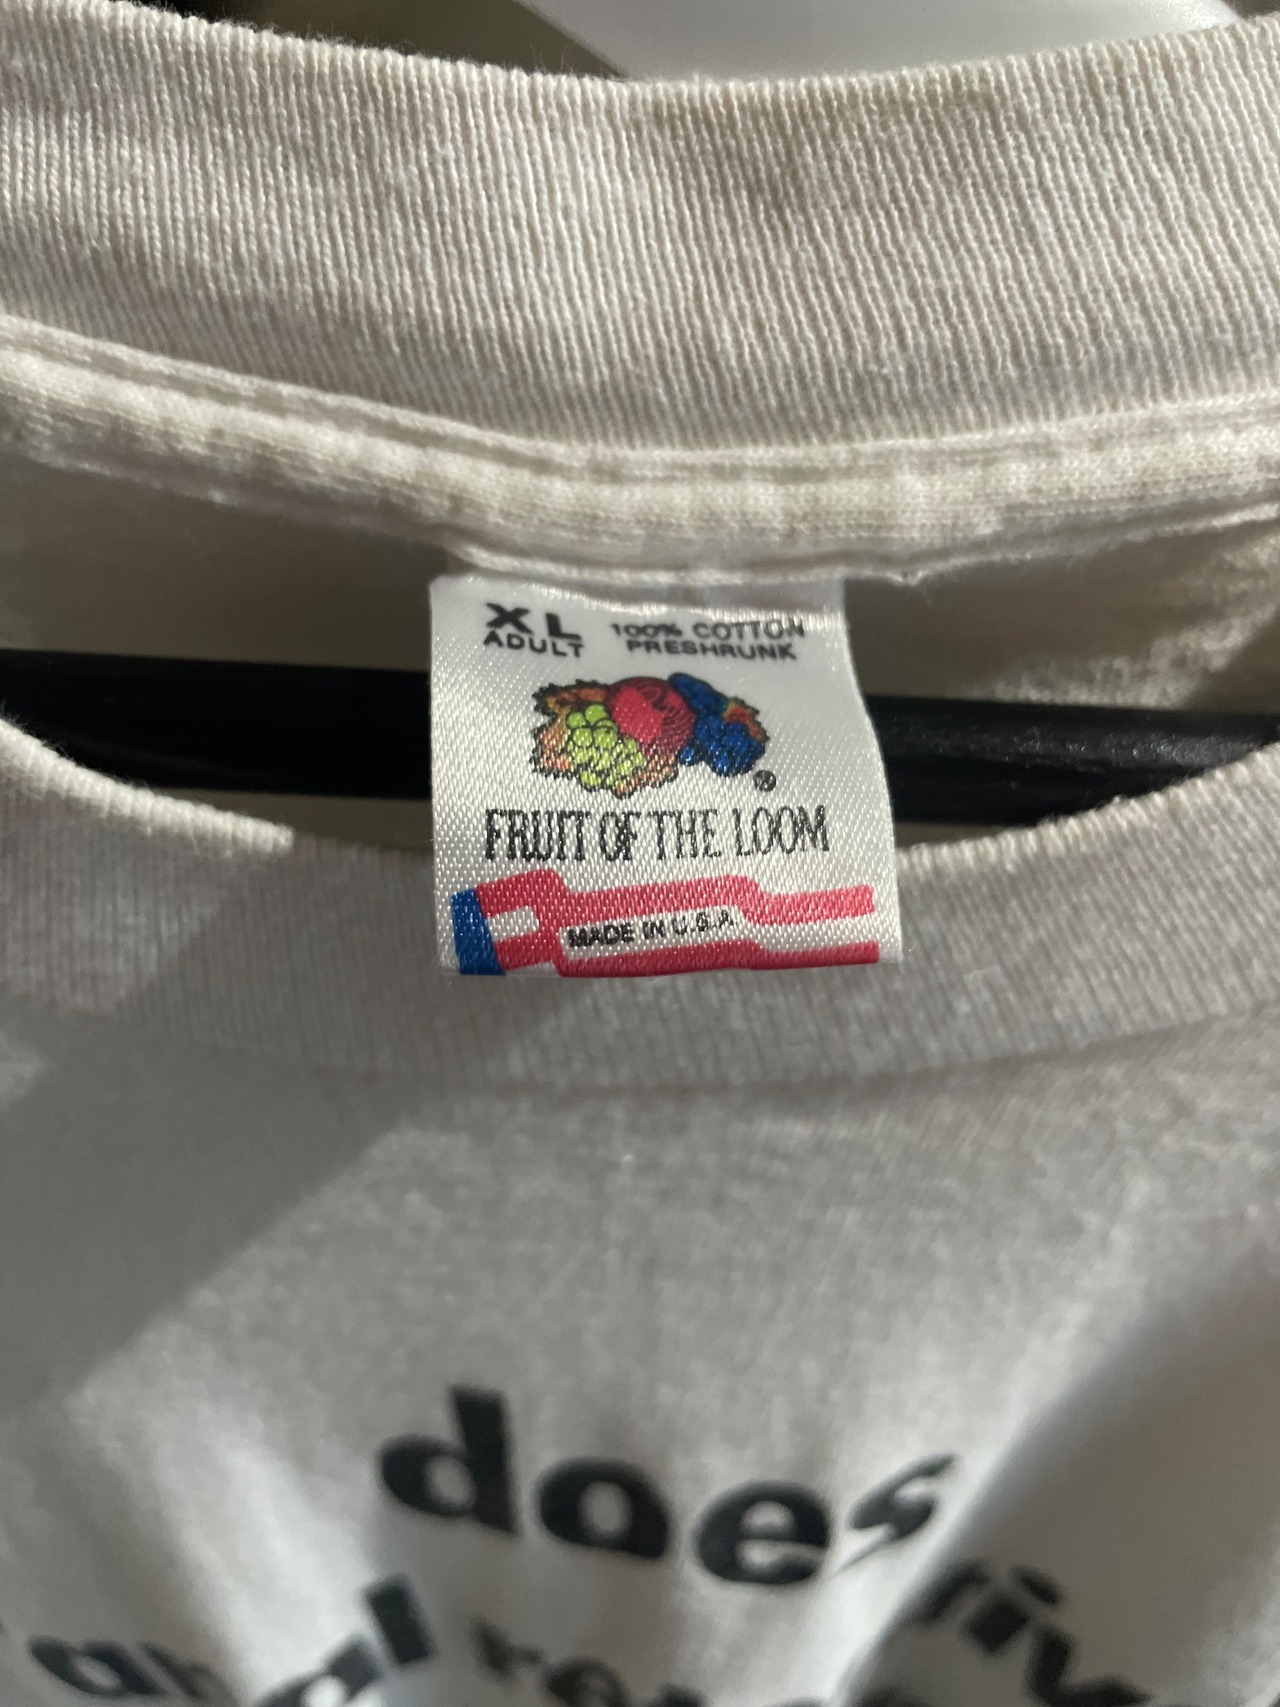 XL
ADULT
100% COTTON
PRESHRUNK
®
FRUIT OF THE LOOM
MADE IN U.S.A
does